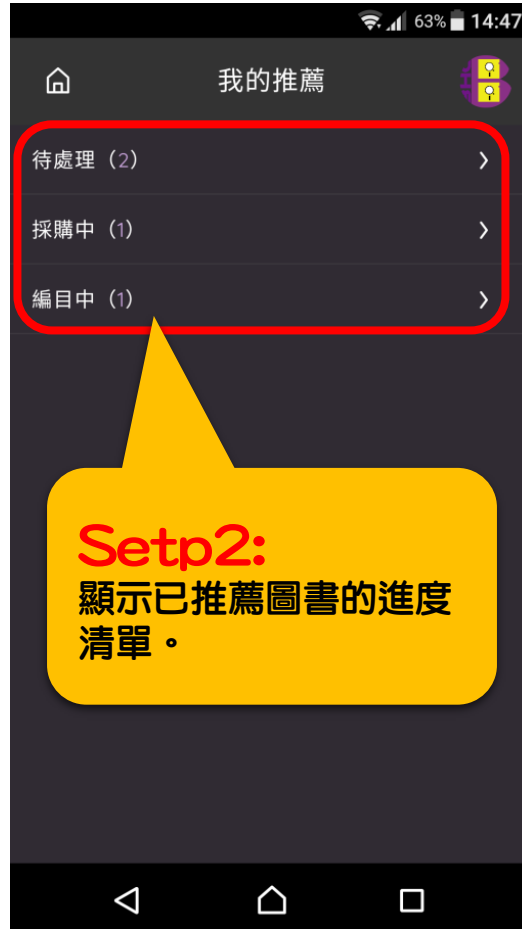 63% 14:47
我的推薦
待處理（2）
採購中（1）
編目中（1）
Setp2:
顯示已推薦圖書的進度
清單。